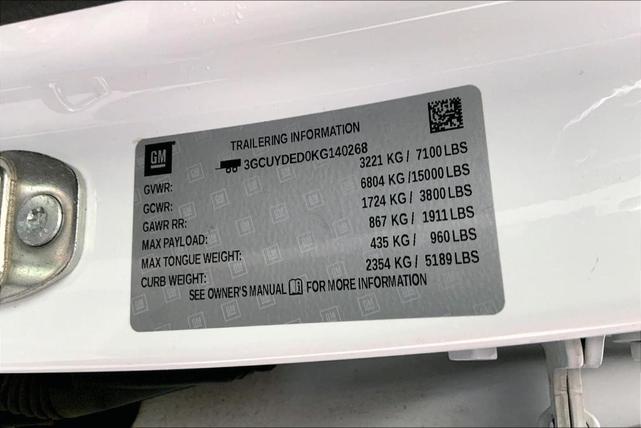 GM
TRAILERING INFORMATION
3GCUYDED0KG140268
GVWR: 3221 KG / 7100 LBS
GCWR: 6804 KG / 15000 LBS
GAWR RR: 1724 KG / 3800 LBS
MAX PAYLOAD: 867 KG / 1911 LBS
MAX TONGUE WEIGHT: 435 KG / 960 LBS
CURB WEIGHT: 2354 KG / 5189 LBS
SEE OWNER'S MANUAL FOR MORE INFORMATION